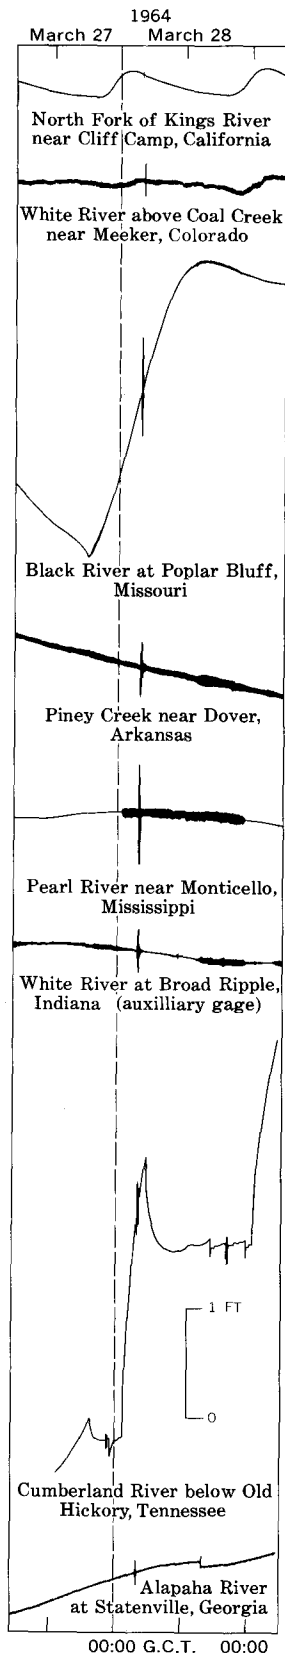 1964
March 27 March 28
North Fork of Kings River
near Cliff Camp, California
White River above Coal Creek
near Meeker, Colorado
Black River at Poplar Bluff,
Missouri
Piney Creek near Dover,
Arkansas
Pearl River near Monticello,
Mississippi
White River at Broad Ripple,
Indiana (auxilliary gage)
1 FT
0
Cumberland River below Old
Hickory, Tennessee
Alapaha River
at Statenville, Georgia
00:00 G.C.T. 00:00